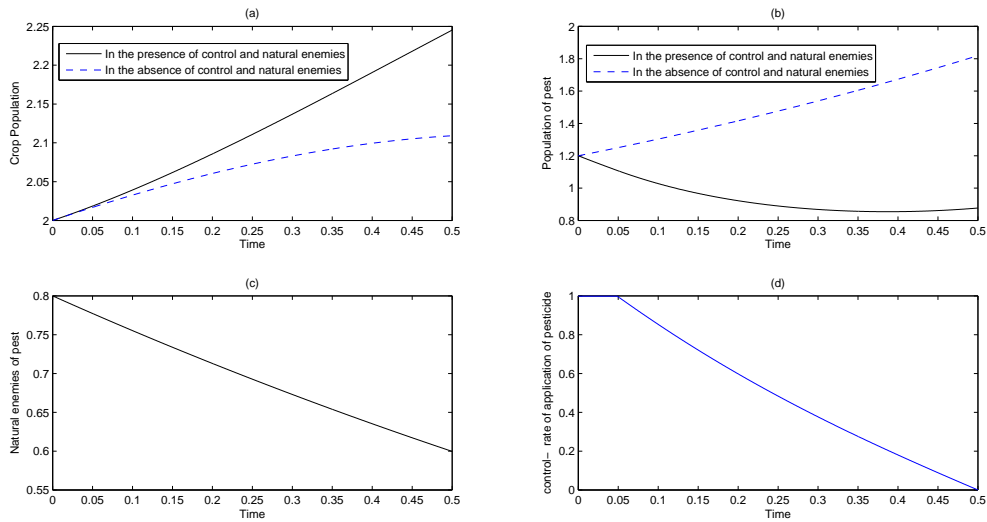 (a)
2.25
2.2
2.15
2.1
2.05
2
Crop Population
In the presence of control and natural enemies
In the absence of control and natural enemies
0 0.05 0.1 0.15 0.2 0.25 0.3 0.35 0.4 0.45 0.5
Time
(b)
2
1.8
1.6
1.4
1.2
1
0.8
Population of pest
In the presence of control and natural enemies
In the absence of control and natural enemies
0 0.05 0.1 0.15 0.2 0.25 0.3 0.35 0.4 0.45 0.5
Time
(c)
0.8
0.75
0.7
0.65
0.6
0.55
Natural enemies of pest
0 0.05 0.1 0.15 0.2 0.25 0.3 0.35 0.4 0.45 0.5
Time
(d)
1
0.8
0.6
0.4
0.2
0
control− rate of application of pesticide
0 0.05 0.1 0.15 0.2 0.25 0.3 0.35 0.4 0.45 0.5
Time